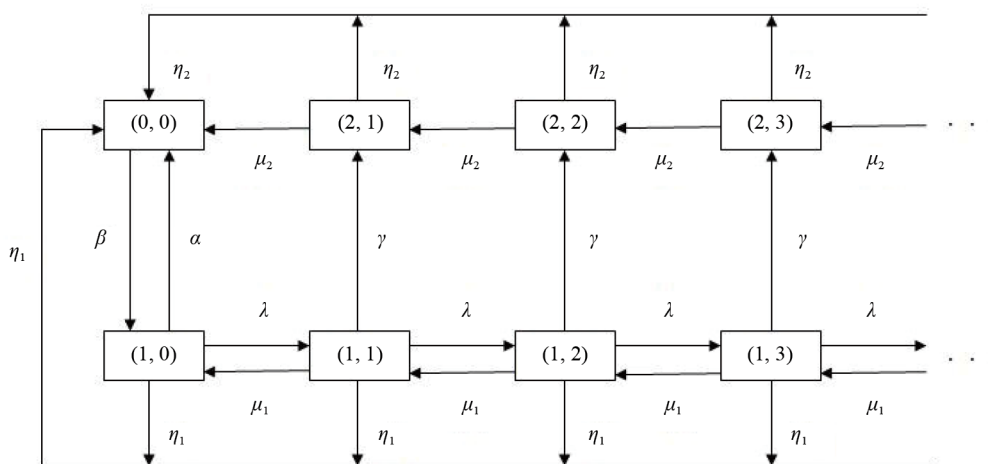 η2 η2 η2 η2
(0, 0) (2, 1) (2, 2) (2, 3) · ·
μ2 μ2 μ2 μ2
η1 β α γ γ γ
λ λ λ λ
(1, 0) (1, 1) (1, 2) (1, 3) · ·
μ1 μ1 μ1 μ1
η1 η1 η1 η1